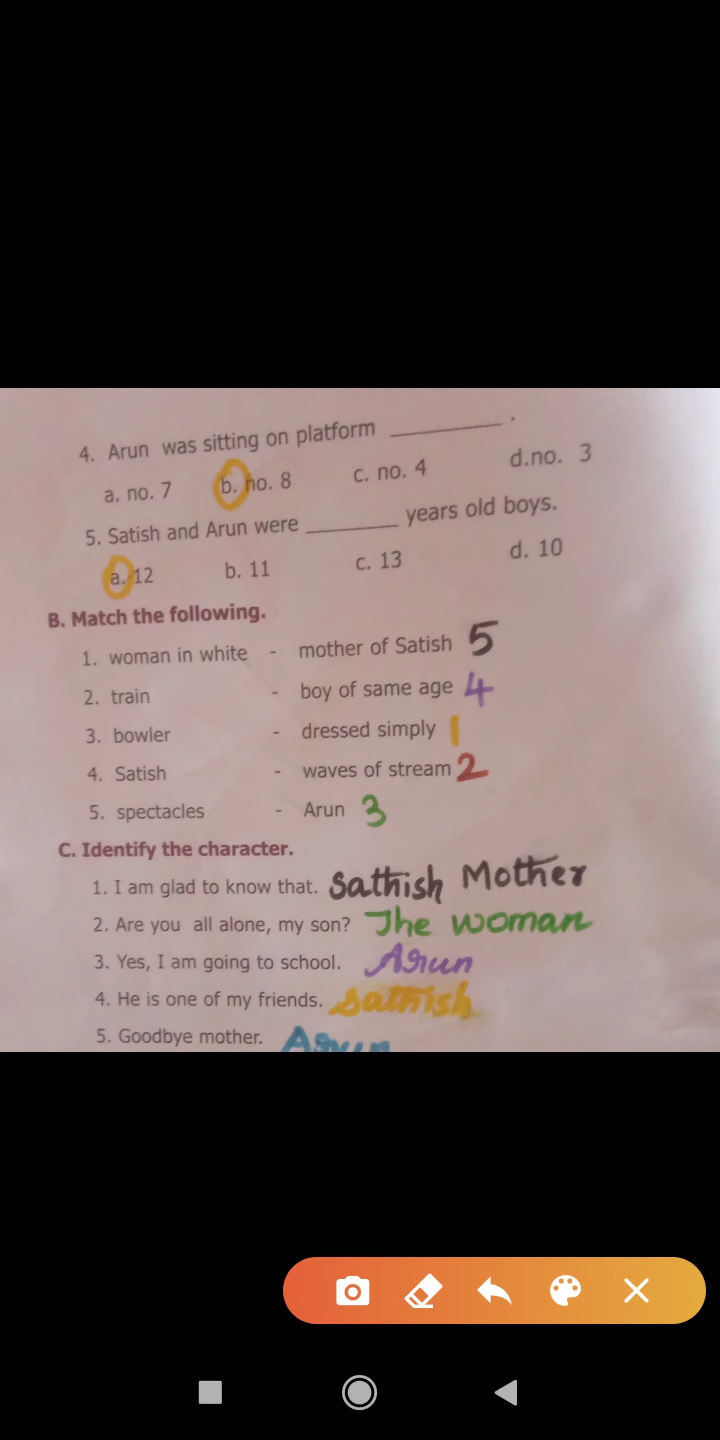 4. Arun was sitting on platform ________ .
a. no. 7 b. no. 8 c. no. 4 d.no. 3
5. Satish and Arun were ________ years old boys.
a. 12 b. 11 c. 13 d. 10
B. Match the following.
1. woman in white - mother of Satish 5
2. train - boy of same age 4
3. bowler - dressed simply 1
4. Satish - waves of stream 2
5. spectacles - Arun 3
C. Identify the character.
1. I am glad to know that. Sathish Mother
2. Are you all alone, my son? The woman
3. Yes, I am going to school. Arun
4. He is one of my friends. Sathish
5. Goodbye mother. Arun